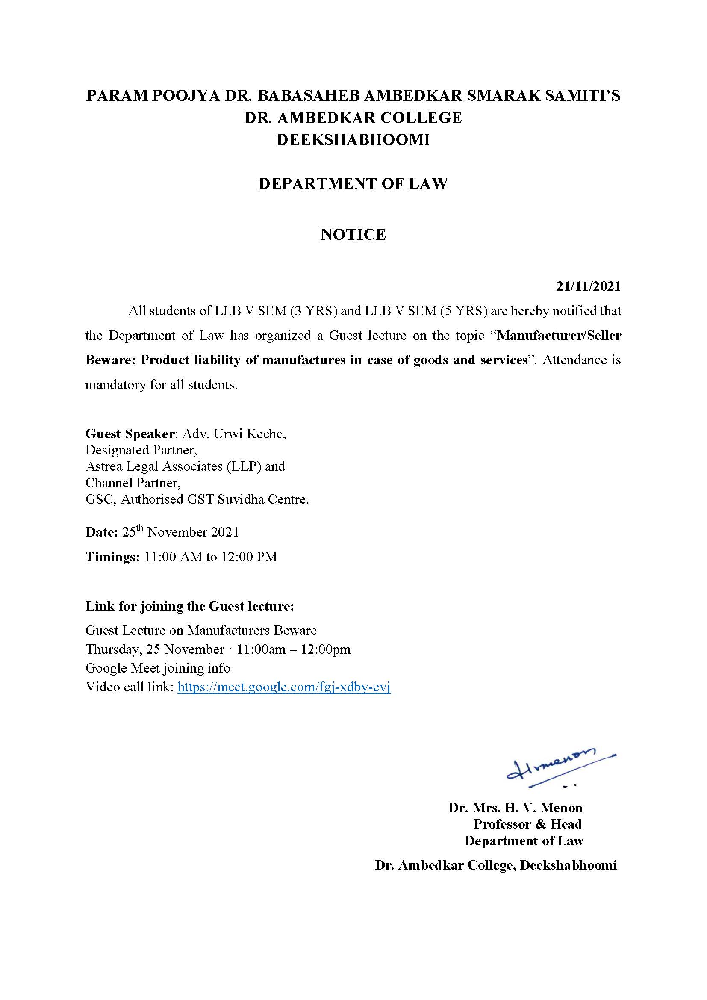 PARAM POOJYA DR. BABASAHEB AMBEDKAR SMARAK SAMITI’S
DR. AMBEDKAR COLLEGE
DEEKSHABHOOMI
DEPARTMENT OF LAW
NOTICE
21/11/2021
All students of LLB V SEM (3 YRS) and LLB V SEM (5 YRS) are hereby notified that
the Department of Law has organized a Guest lecture on the topic “Manufacturer/Seller
Beware: Product liability of manufactures in case of goods and services”. Attendance is
mandatory for all students.
Guest Speaker: Adv. Urwi Keche,
Designated Partner,
Astrea Legal Associates (LLP) and
Channel Partner,
GSC, Authorised GST Suvidha Centre.
Date: 25th November 2021
Timings: 11:00 AM to 12:00 PM
Link for joining the Guest lecture:
Guest Lecture on Manufacturers Beware
Thursday, 25 November · 11:00am – 12:00pm
Google Meet joining info
Video call link: https://meet.google.com/fgj-xdby-evj
Hvmenon
Dr. Mrs. H. V. Menon
Professor & Head
Department of Law
Dr. Ambedkar College, Deekshabhoomi